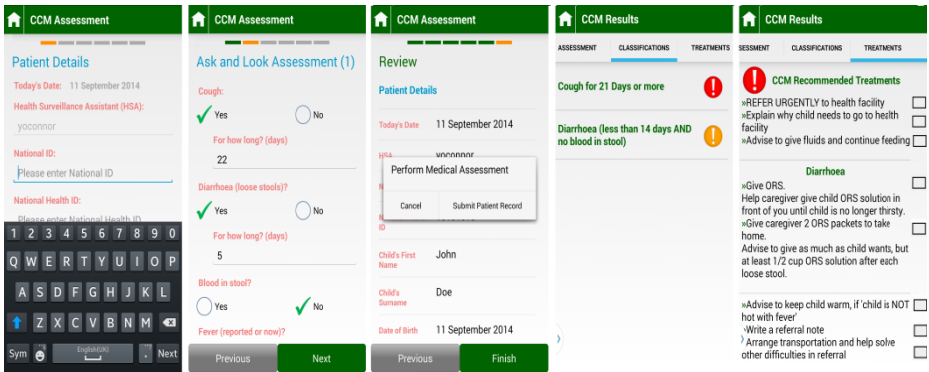 CCM Assessment
Patient Details
Today's Date: 11 September 2014
Health Surveillance Assistant (HSA):
yoconnor
National ID:
Please enter National ID
National Health ID:
Please enter National Health ID
1 2 3 4 5 6 7 8 9 0
Q W E R T Y U I O P
A S D F G H J K L
Z X C V B N M
Sym English(UK) . Next
CCM Assessment
Ask and Look Assessment (1)
Cough:
Yes No
For how long? (days)
22
Diarrhoea (loose stools)?
Yes No
For how long? (days)
5
Blood in stool?
Yes No
Fever (reported or now)?
Previous Next
CCM Assessment
Review
Patient Details
Today's Date 11 September 2014
HSA yoconnor
Perform Medical Assessment
Cancel Submit Patient Record
ID
Child's First
Name
John
Child's
Surname
Doe
Date of Birth 11 September 2014
Previous Finish
CCM Results
ASSESSMENT CLASSIFICATIONS TREATMENTS
Cough for 21 Days or more
Diarrhoea (less than 14 days AND
no blood in stool)
CCM Results
SESSMENT CLASSIFICATIONS TREATMENTS
CCM Recommended Treatments
»REFER URGENTLY to health facility
»Explain why child needs to go to health
facility
»Advise to give fluids and continue feeding
Diarrhoea
»Give ORS.
Help caregiver give child ORS solution in
front of you until child is no longer thirsty.
»Give caregiver 2 ORS packets to take
home.
Advise to give as much as child wants, but
at least 1/2 cup ORS solution after each
loose stool.
»Advise to keep child warm, if 'child is NOT
hot with fever'
»Write a referral note
Arrange transportation and help solve
other difficulties in referral